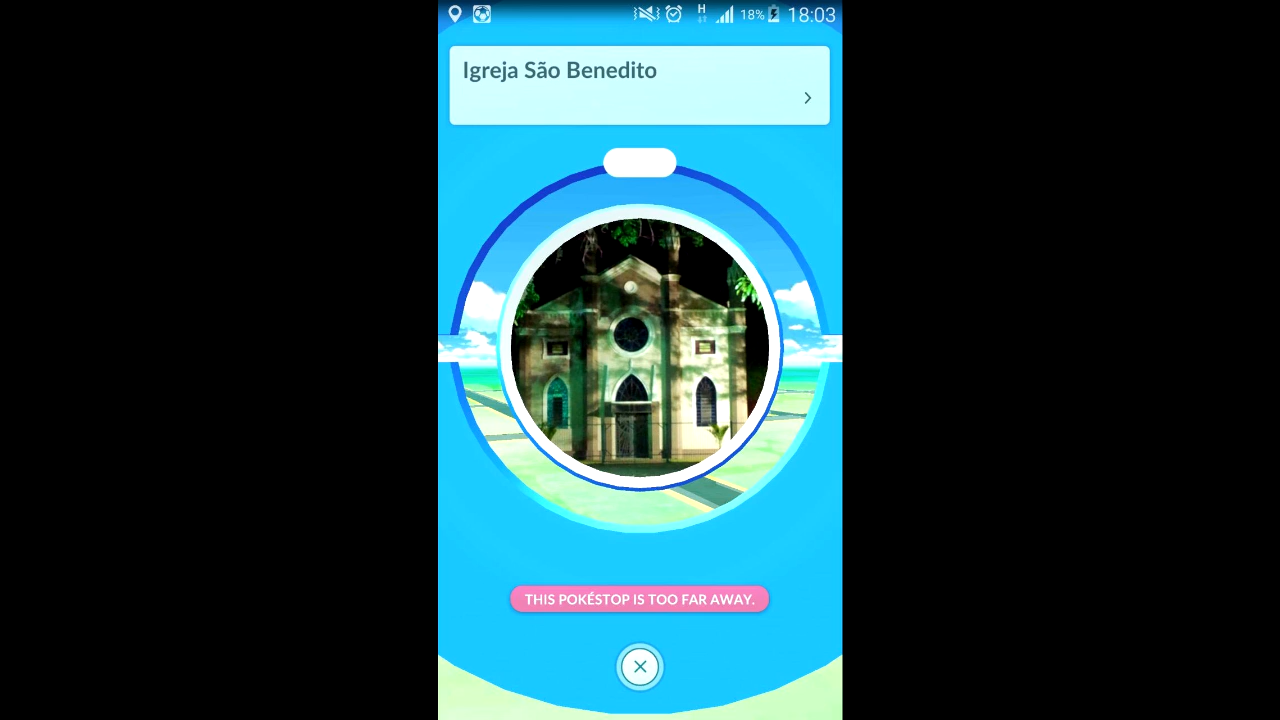 H
18%
18:03
Igreja São Benedito
THIS POKÉSTOP IS TOO FAR AWAY.